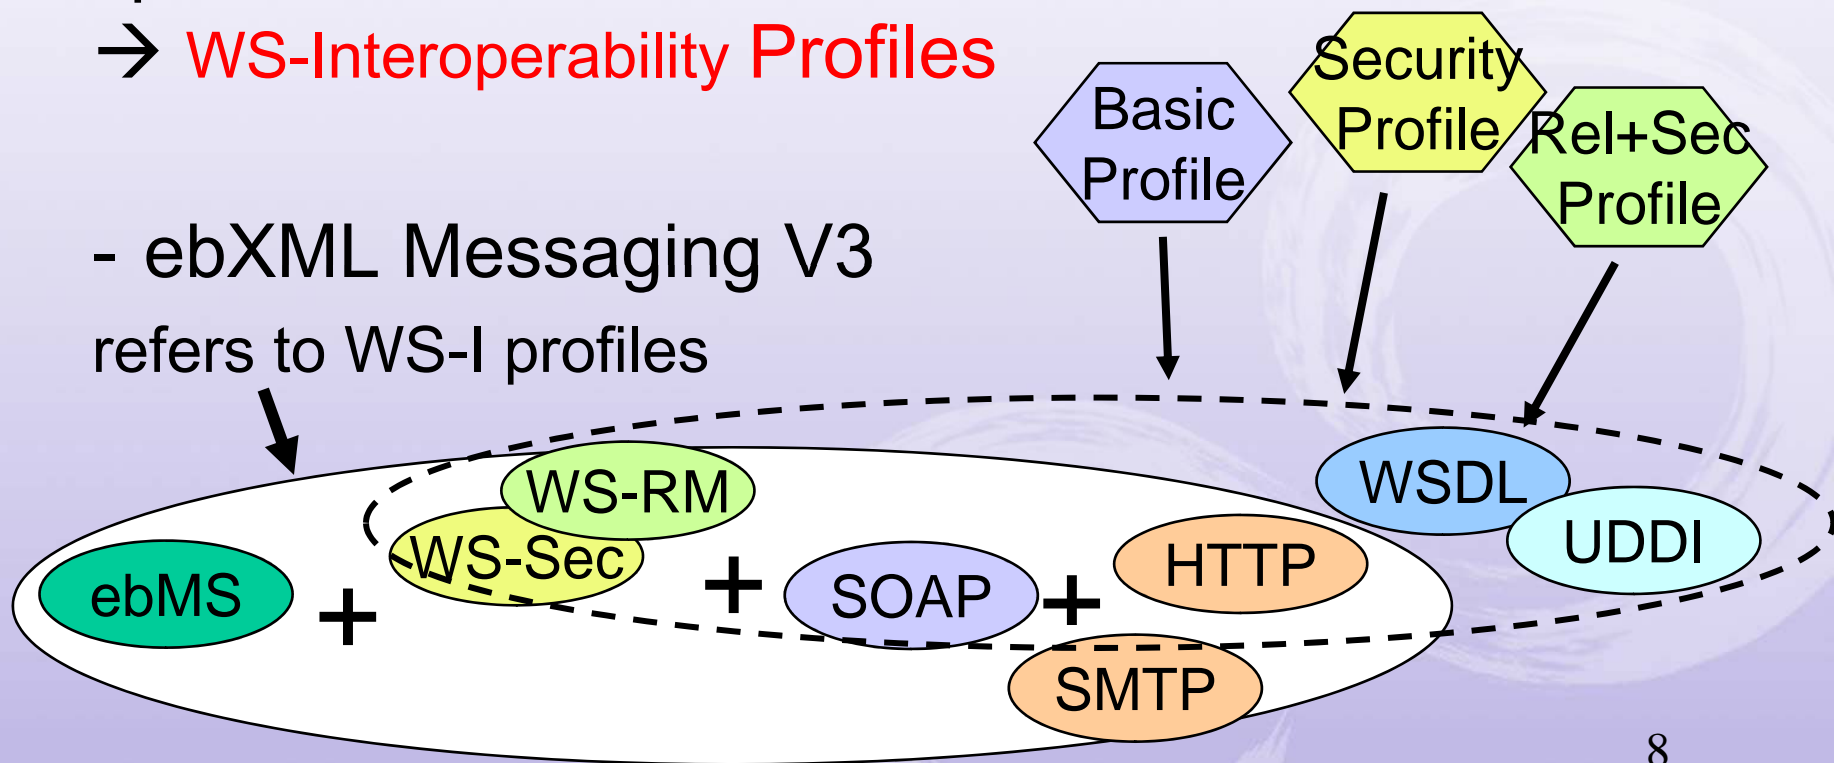 → WS-Interoperability Profiles
Basic
Profile
Security
Profile
Rel+Sec
Profile
- ebXML Messaging V3
refers to WS-I profiles
ebMS
+
WS-RM
WS-Sec
+
SOAP
+
HTTP
SMTP
WSDL
UDDI
8